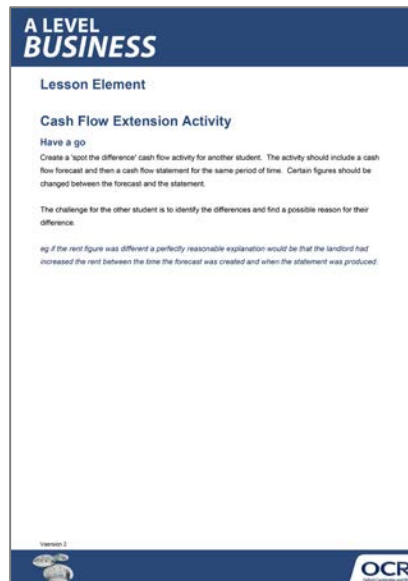 A LEVEL
BUSINESS
Lesson Element
Cash Flow Extension Activity
Have a go
Create a 'spot the difference' cash flow activity for another student. The activity should include a cash
flow forecast and then a cash flow statement for the same period of time. Certain figures should be
changed between the forecast and the statement.
The challenge for the other student is to identify the differences and find a possible reason for their
difference.
eg if the rent figure was different a perfectly reasonable explanation would be that the landlord had
increased the rent between the time the forecast was created and when the statement was produced.
Version 2
OCR